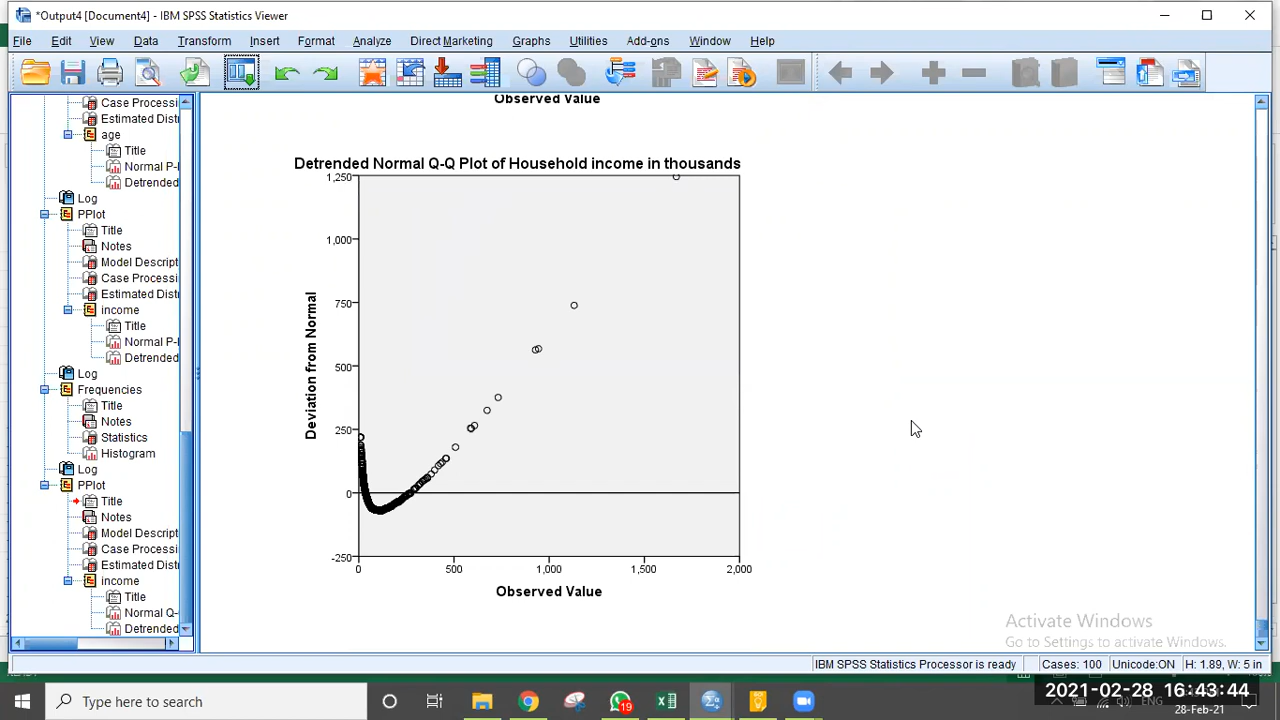 *Output4 [Document4] - IBM SPSS Statistics Viewer
File Edit View Data Transform Insert Format Analyze Direct Marketing Graphs Utilities Add-ons Window Help
Case Processi
Estimated Distr
age
Title
Normal P-I
Detrended
Log
PPlot
Title
Notes
Model Descript
Case Processi
Estimated Distr
income
Title
Normal P-I
Detrended
Log
Frequencies
Title
Notes
Statistics
Histogram
Log
PPlot
Title
Notes
Model Descript
Case Processi
Estimated Distr
income
Title
Normal Q-
Detrended
Observed Value
Detrended Normal Q-Q Plot of Household income in thousands
1,250
1,000
750
500
250
0
-250
Deviation from Normal
0 500 1,000 1,500 2,000
Observed Value
Activate Windows
Go to Settings to activate Windows.
IBM SPSS Statistics Processor is ready Cases: 100 Unicode:ON H: 1.89, W: 5 in
Type here to search
19
ENG
2021-02-28 16:43:44
28-Feb-21